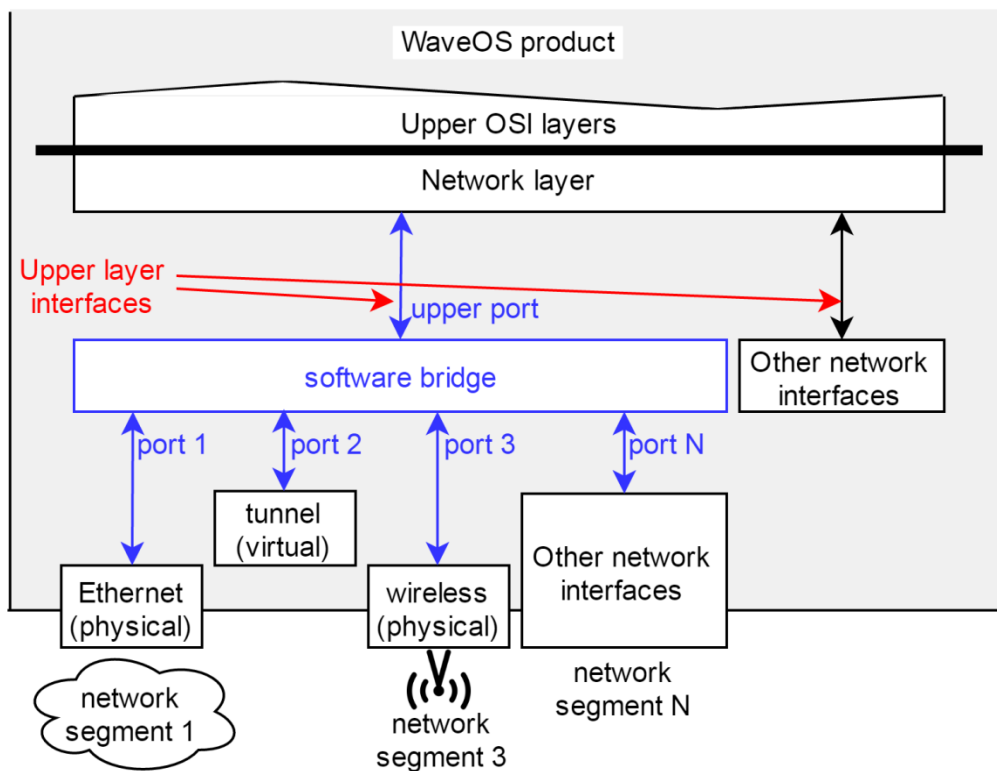 WaveOS product
Upper OSI layers
Network layer
Upper layer
interfaces
upper port
software bridge
Other network
interfaces
port 1
port 2
port 3
port N
tunnel
(virtual)
Ethernet
(physical)
wireless
(physical)
Other network
interfaces
network
segment 1
network
segment 3
network
segment N